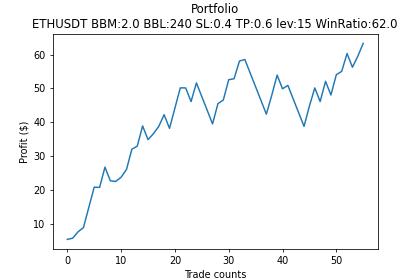 Portfolio
ETHUSDT BBM:2.0 BBL:240 SL:0.4 TP:0.6 lev:15 WinRatio:62.0
60
50
40
30
20
10
Profit ($)
0 10 20 30 40 50
Trade counts